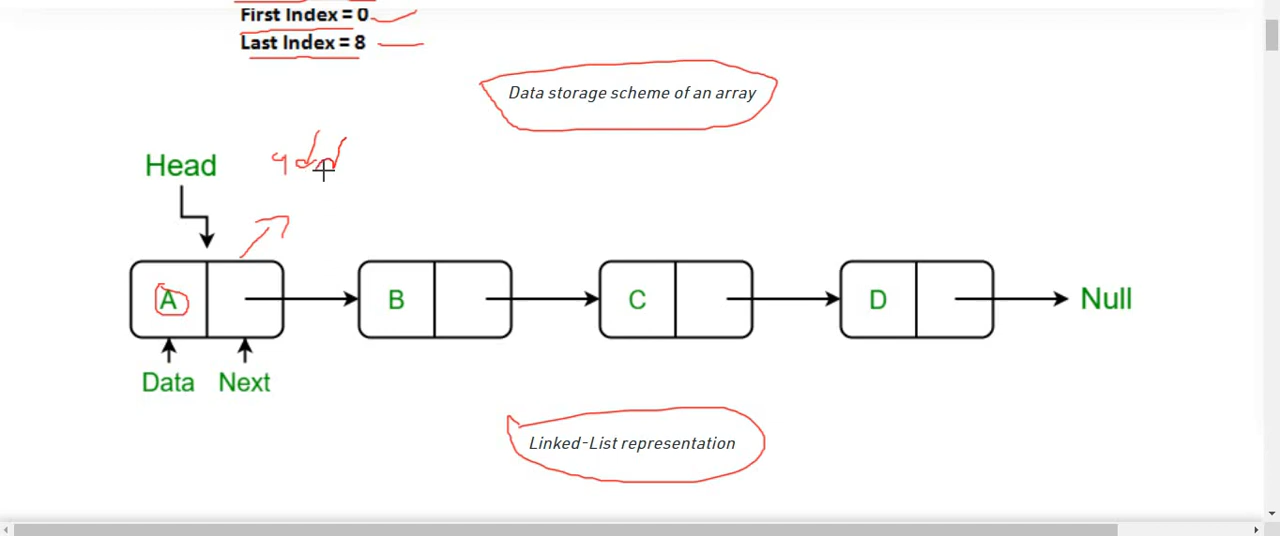 First Index = 0
Last Index = 8
Data storage scheme of an array
Head
add
A
B
C
D
Null
Data
Next
Linked-List representation